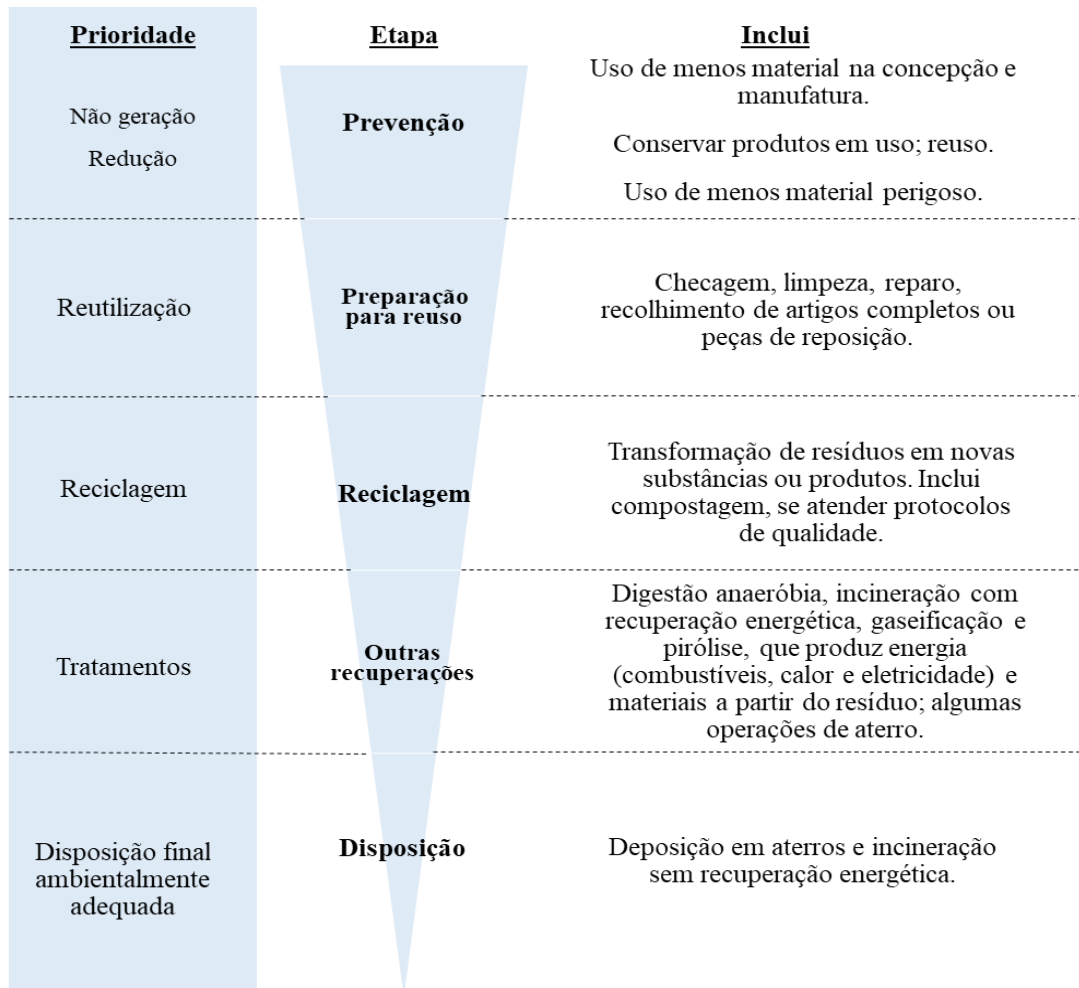 Prioridade
Etapa
Inclui
Não geração
Redução
Prevenção
Uso de menos material na concepção e
manufatura.
Conservar produtos em uso; reuso.
Uso de menos material perigoso.
Reutilização
Preparação
para reuso
Checagem, limpeza, reparo,
recolhimento de artigos completos ou
peças de reposição.
Reciclagem
Reciclagem
Transformação de resíduos em novas
substâncias ou produtos. Inclui
compostagem, se atender protocolos
de qualidade.
Tratamentos
Outras
recuperações
Digestão anaeróbia, incineração com
recuperação energética, gaseificação e
pirólise, que produz energia
(combustíveis, calor e eletricidade) e
materiais a partir do resíduo; algumas
operações de aterro.
Disposição final
ambientalmente
adequada
Disposição
Deposição em aterros e incineração
sem recuperação energética.